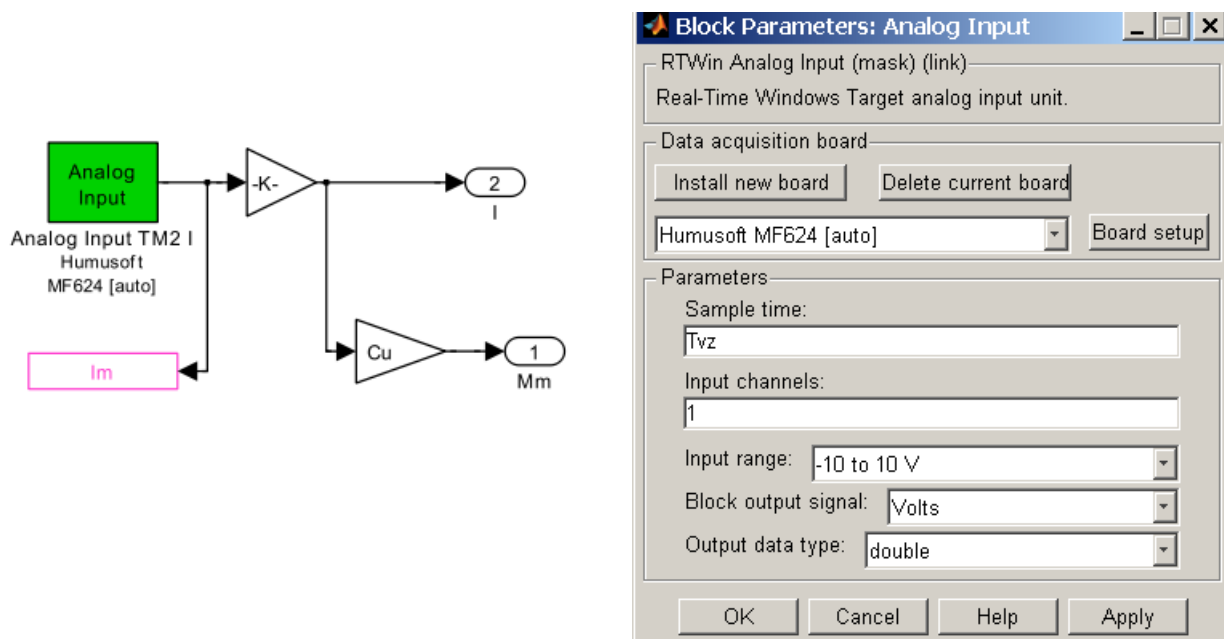 Analog
Input
Analog Input TM2 I
Humusoft
MF624 [auto]
-K-
2
I
Im
Cu
1
Mm
Block Parameters: Analog Input
RTWin Analog Input (mask) (link)
Real-Time Windows Target analog input unit.
Data acquisition board
Install new board Delete current board
Humusoft MF624 [auto] Board setup
Parameters
Sample time:
Tvz
Input channels:
1
Input range: -10 to 10 V
Block output signal: Volts
Output data type: double
OK Cancel Help Apply